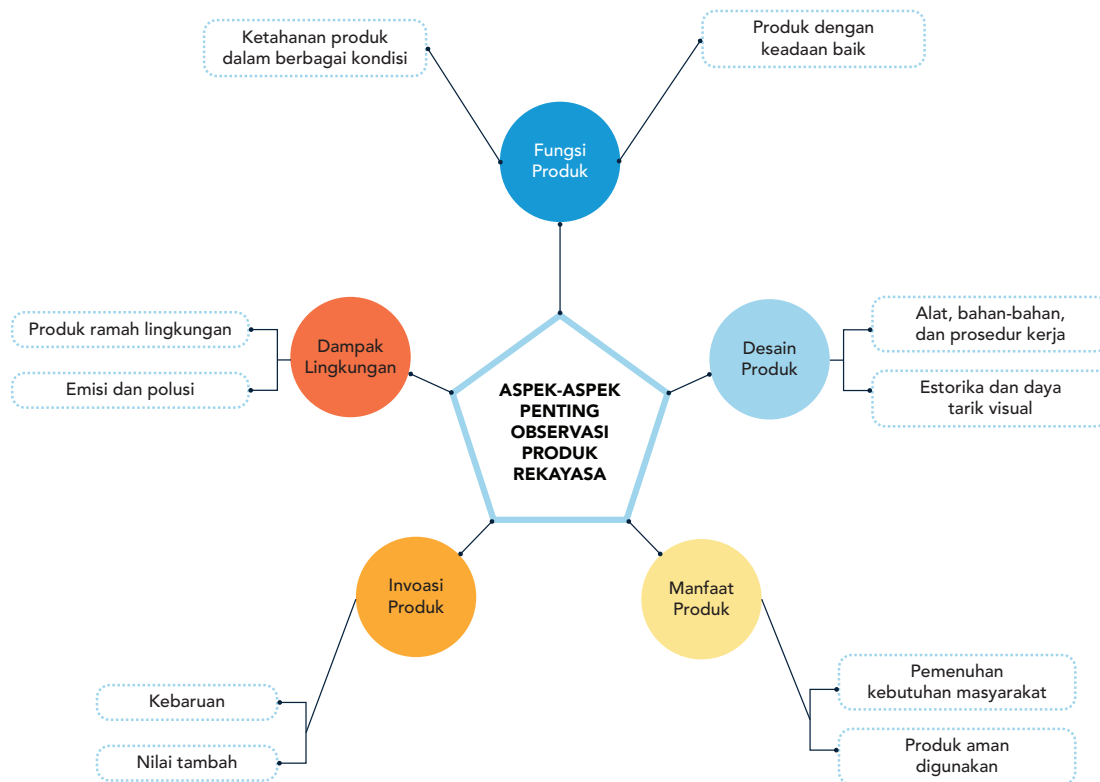 Ketahanan produk
dalam berbagai kondisi
Produk dengan
keadaan baik
Fungsi
Produk
Produk ramah lingkungan
Emisi dan polusi
Dampak
Lingkungan
Desain
Produk
Alat, bahan-bahan,
dan prosedur kerja
Estorika dan daya
tarik visual
ASPEK-ASPEK
PENTING
OBSERVASI
PRODUK
REKAYASA
Invoasi
Produk
Manfaat
Produk
Kebaruan
Nilai tambah
Pemenuhan
kebutuhan masyarakat
Produk aman
digunakan